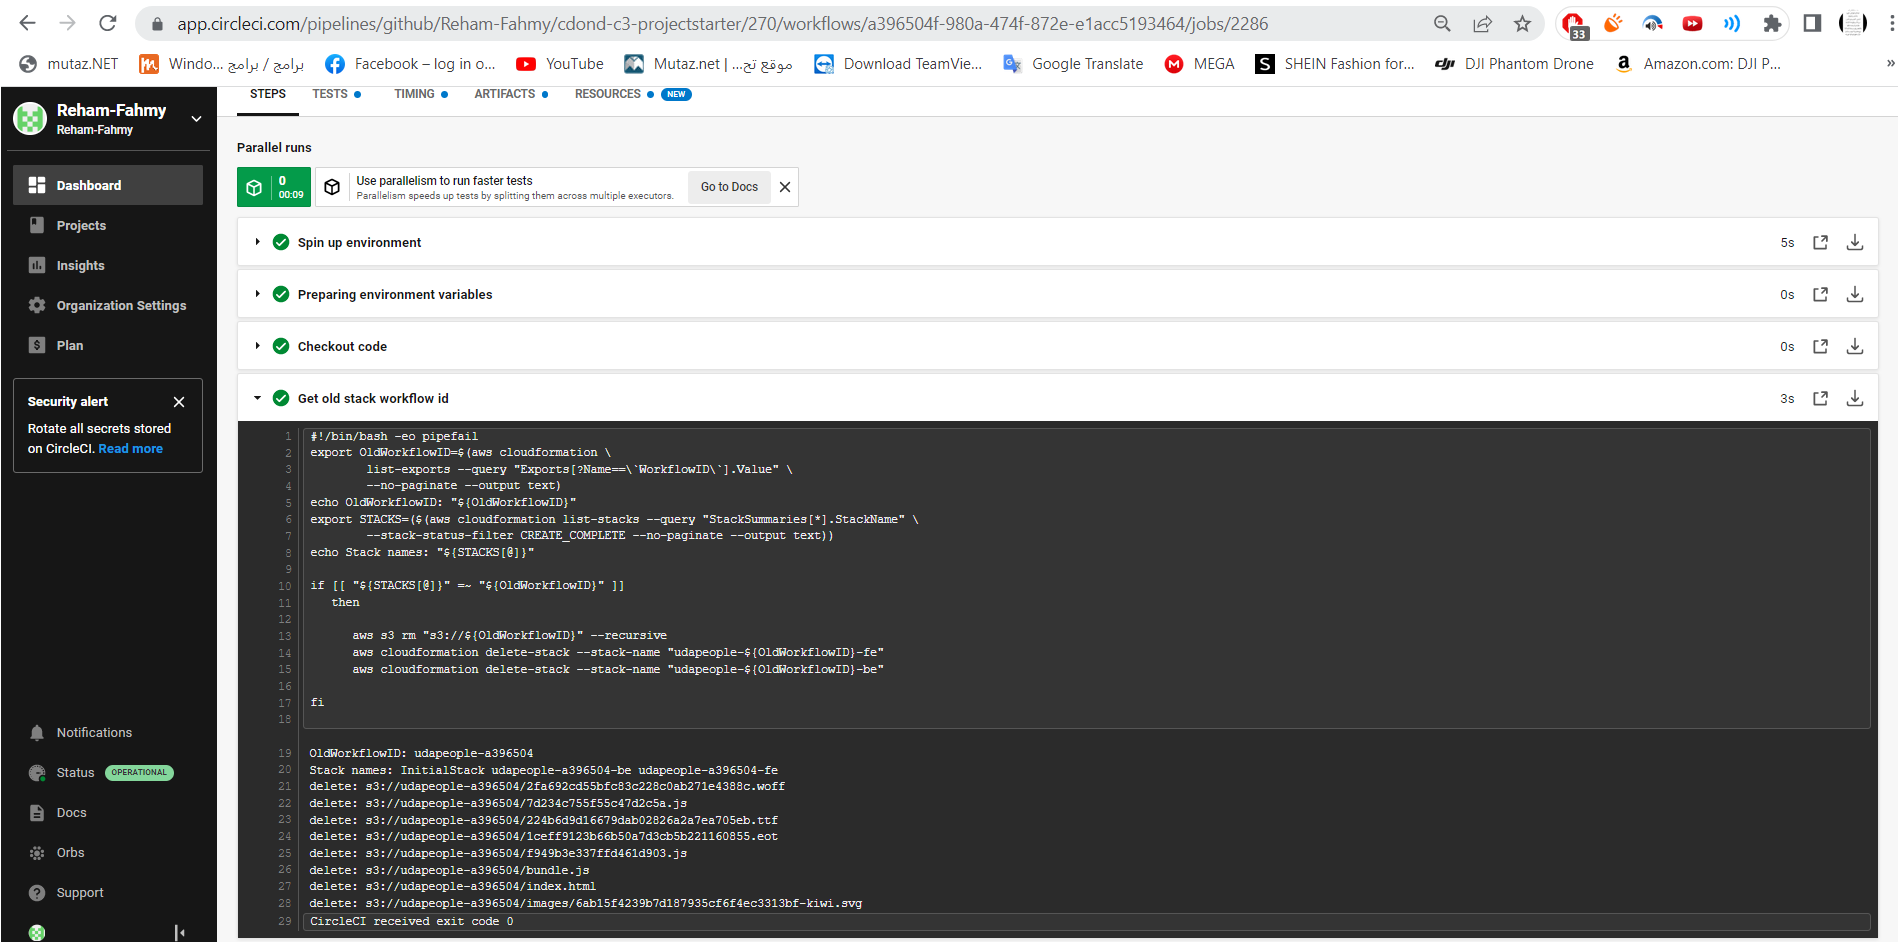 app.circleci.com/pipelines/github/Reham-Fahmy/cdond-c3-projectstarter/270/workflows/a396504f-980a-474f-872e-e1acc5193464/jobs/2286
33
mutaz.NET
Windo... برامج / برامج
Facebook – log in o...
YouTube
Mutaz.net | موقع تح...
Download TeamVie...
Google Translate
MEGA
SHEIN Fashion for...
DJI Phantom Drone
Amazon.com: DJI P...
»
Reham-Fahmy
Reham-Fahmy
Dashboard
Projects
Insights
Organization Settings
Plan
Security alert
Rotate all secrets stored
on CircleCI. Read more
Notifications
Status OPERATIONAL
Docs
Orbs
Support
STEPS TESTS TIMING ARTIFACTS RESOURCES NEW
Parallel runs
0
00:09
Use parallelism to run faster tests
Parallelism speeds up tests by splitting them across multiple executors.
Go to Docs
Spin up environment 5s
Preparing environment variables 0s
Checkout code 0s
Get old stack workflow id 3s
1 #!/bin/bash -eo pipefail
2 export OldWorkflowID=$(aws cloudformation \
3 list-exports --query "Exports[?Name==\`WorkflowID\`].Value" \
4 --no-paginate --output text)
5 echo OldWorkflowID: "${OldWorkflowID}"
6 export STACKS=($(aws cloudformation list-stacks --query "StackSummaries[*].StackName" \
7 --stack-status-filter CREATE_COMPLETE --no-paginate --output text))
8 echo Stack names: "${STACKS[@]}"
9
10 if [[ "${STACKS[@]}" =~ "${OldWorkflowID}" ]]
11 then
12
13 aws s3 rm "s3://${OldWorkflowID}" --recursive
14 aws cloudformation delete-stack --stack-name "udapeople-${OldWorkflowID}-fe"
15 aws cloudformation delete-stack --stack-name "udapeople-${OldWorkflowID}-be"
16
17 fi
18
19 OldWorkflowID: udapeople-a396504
20 Stack names: InitialStack udapeople-a396504-be udapeople-a396504-fe
21 delete: s3://udapeople-a396504/2fa692cd55bfc83c228c0ab271e4388c.woff
22 delete: s3://udapeople-a396504/7d234c755f55c47d2c5a.js
23 delete: s3://udapeople-a396504/224b6d9d16679dab02826a2a7ea705eb.ttf
24 delete: s3://udapeople-a396504/1ceff9123b66b50a7d3cb5b221160855.eot
25 delete: s3://udapeople-a396504/f949b3e337ffd461d903.js
26 delete: s3://udapeople-a396504/bundle.js
27 delete: s3://udapeople-a396504/index.html
28 delete: s3://udapeople-a396504/images/6ab15f4239b7d187935cf6f4ec3313bf-kiwi.svg
29 CircleCI received exit code 0